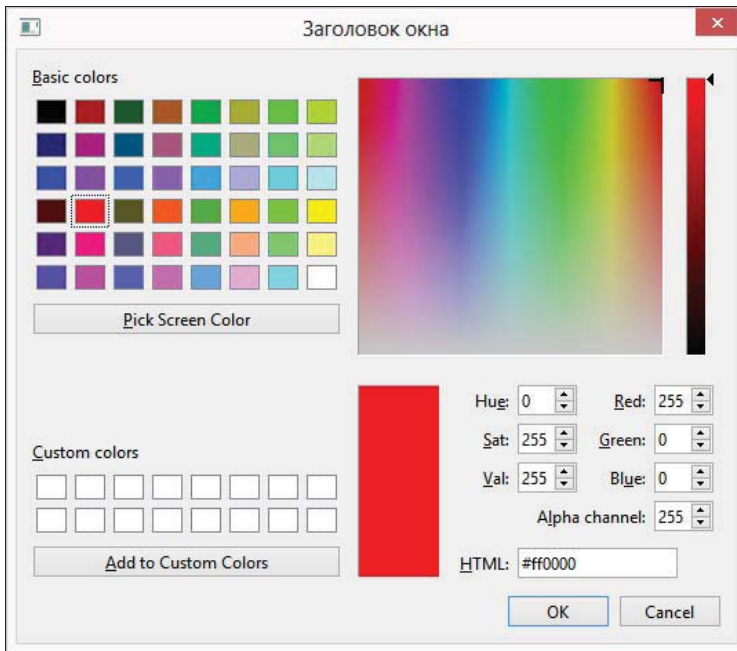 Заголовок окна
Basic colors
Pick Screen Color
Custom colors
Add to Custom Colors
Hue: 0 Red: 255
Sat: 255 Green: 0
Val: 255 Blue: 0
Alpha channel: 255
HTML: #ff0000
OK Cancel